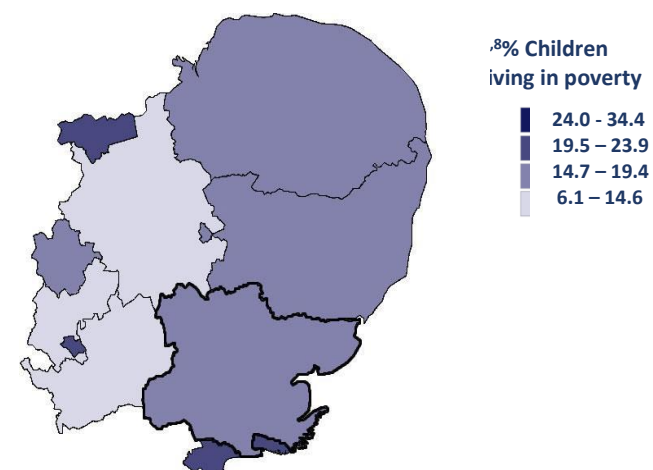 ,8% Children
iving in poverty
24.0 - 34.4
19.5 – 23.9
14.7 – 19.4
6.1 – 14.6